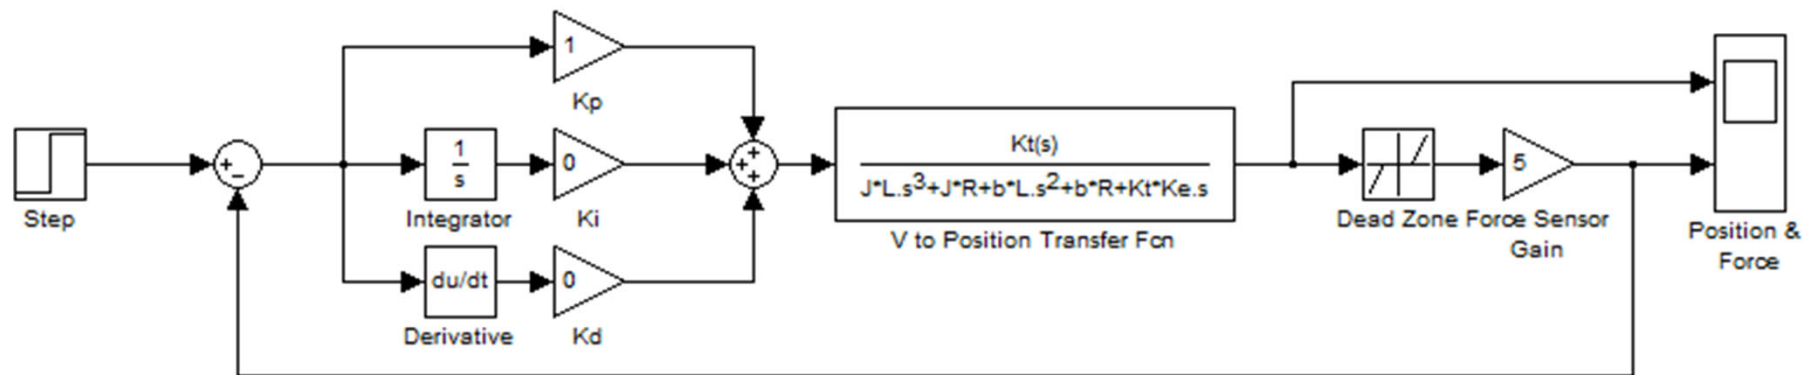 1
Kp
Step
+
−
1
s
Integrator
0
Ki
+
+
+
Kt(s)
J*L.s³+J*R+b*L.s²+b*R+Kt*Ke.s
V to Position Transfer Fcn
Dead Zone
5
Force Sensor
Gain
Position &
Force
du/dt
Derivative
0
Kd